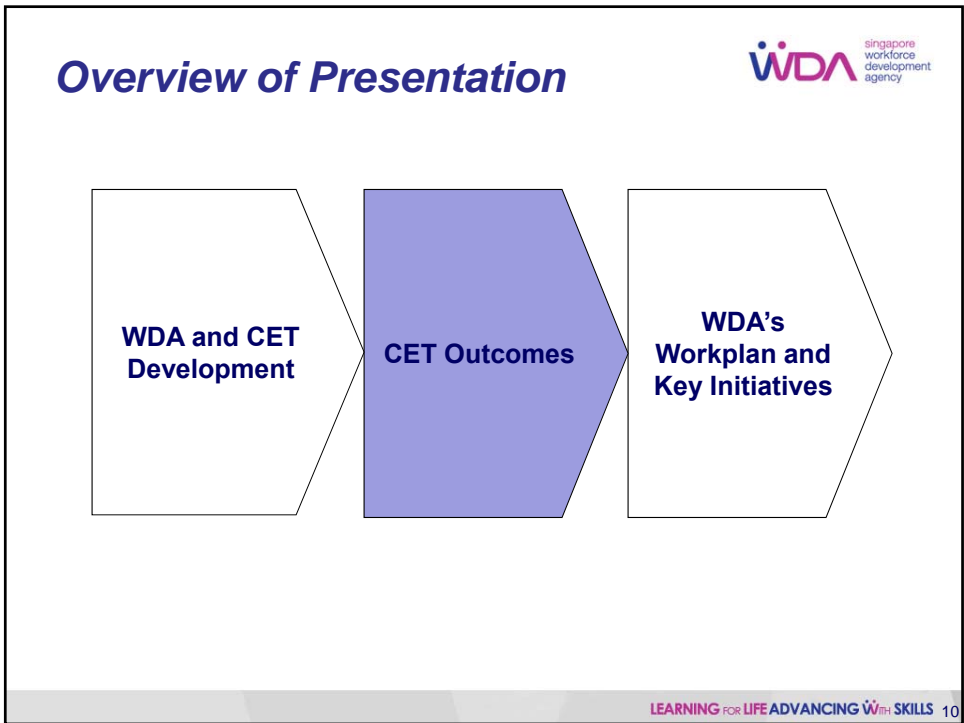 Overview of Presentation
WDA
singapore
workforce
development
agency
WDA and CET
Development
CET Outcomes
WDA's
Workplan and
Key Initiatives
LEARNING FOR LIFE ADVANCING WITH SKILLS 10